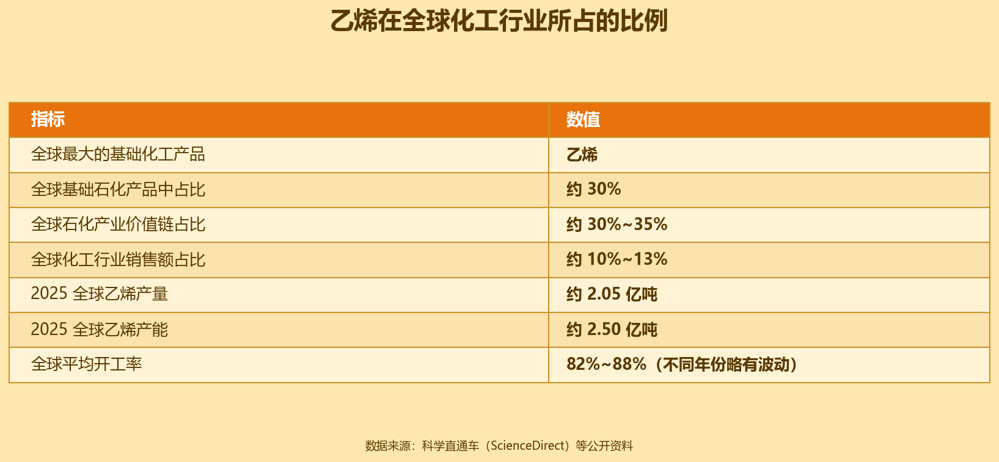 乙烯在全球化工行业所占的比例
指标 数值
全球最大的基础化工产品 乙烯
全球基础石化产品中占比 约 30%
全球石化产业价值链占比 约 30%~35%
全球化工行业销售额占比 约 10%~13%
2025 全球乙烯产量 约 2.05 亿吨
2025 全球乙烯产能 约 2.50 亿吨
全球平均开工率 82%~88%（不同年份略有波动）
数据来源：科学直通车（ScienceDirect）等公开资料